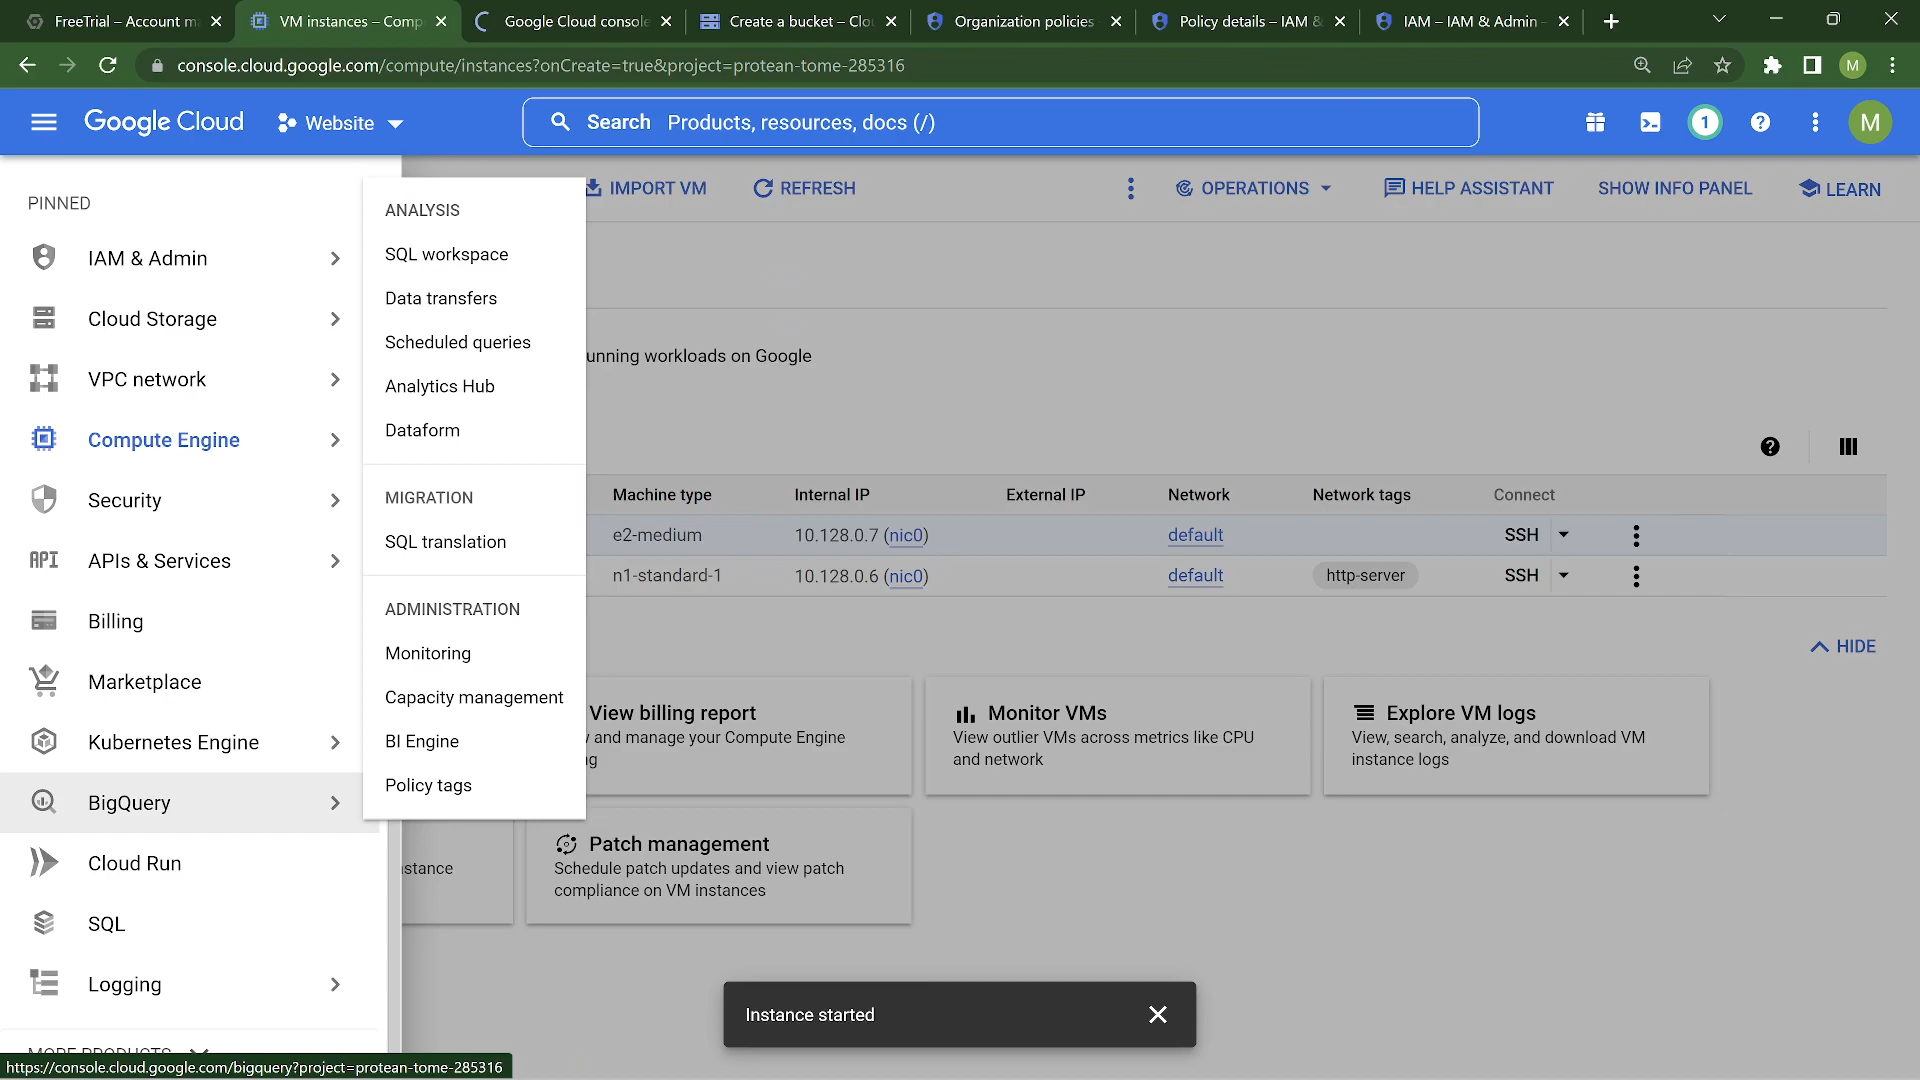 FreeTrial – Account ma
VM instances – Comp
Google Cloud console
Create a bucket – Clou
Organization policies
Policy details – IAM &
IAM – IAM & Admin –
console.cloud.google.com/compute/instances?onCreate=true&project=protean-tome-285316
M
Google Cloud
Website
Search Products, resources, docs (/)
1
M
IMPORT VM
REFRESH
OPERATIONS
HELP ASSISTANT
SHOW INFO PANEL
LEARN
PINNED
IAM & Admin
Cloud Storage
VPC network
Compute Engine
Security
API APIs & Services
Billing
Marketplace
Kubernetes Engine
BigQuery
Cloud Run
SQL
Logging
MORE PRODUCTS
ANALYSIS
SQL workspace
Data transfers
Scheduled queries
Analytics Hub
Dataform
MIGRATION
SQL translation
ADMINISTRATION
Monitoring
Capacity management
BI Engine
Policy tags
unning workloads on Google
Machine type Internal IP External IP Network Network tags Connect
e2-medium 10.128.0.7 (nic0) default SSH
n1-standard-1 10.128.0.6 (nic0) default http-server SSH
HIDE
View billing report
and manage your Compute Engine
g
Monitor VMs
View outlier VMs across metrics like CPU
and network
Explore VM logs
View, search, analyze, and download VM
instance logs
stance
Patch management
Schedule patch updates and view patch
compliance on VM instances
Instance started
https://console.cloud.google.com/bigquery?project=protean-tome-285316